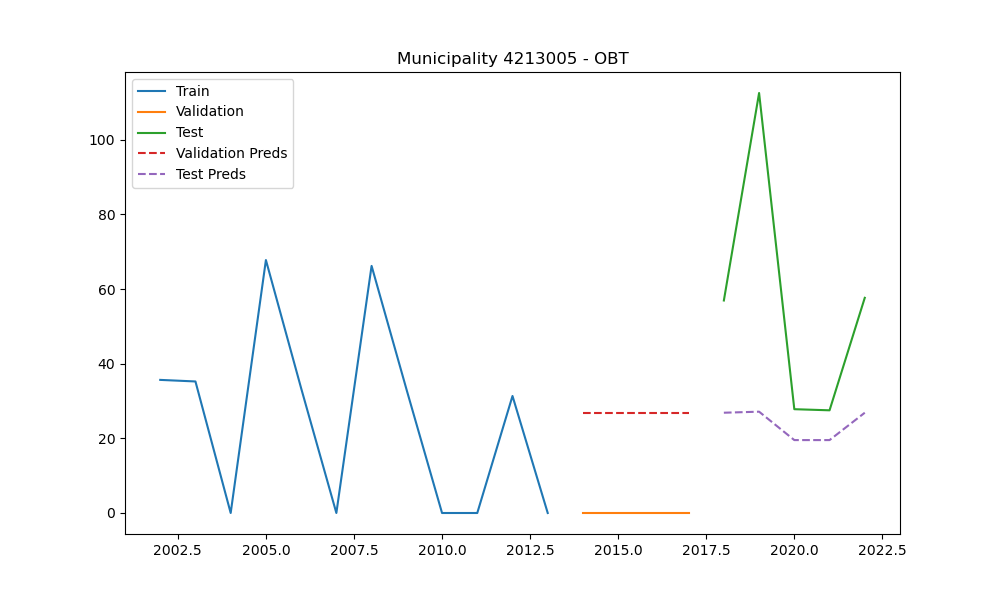 Municipality 4213005 - OBT
Train
Validation
Test
Validation Preds
Test Preds
100
80
60
40
20
0
2002.5 2005.0 2007.5 2010.0 2012.5 2015.0 2017.5 2020.0 2022.5